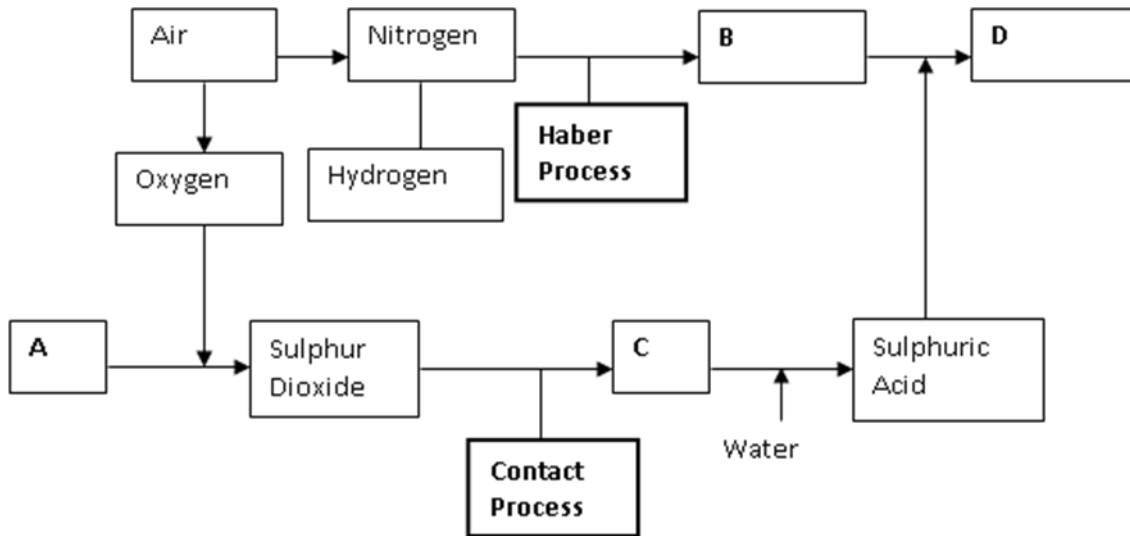 Air
Nitrogen
B
D
Haber
Process
Oxygen
Hydrogen
A
Sulphur
Dioxide
C
Sulphuric
Acid
Water
Contact
Process